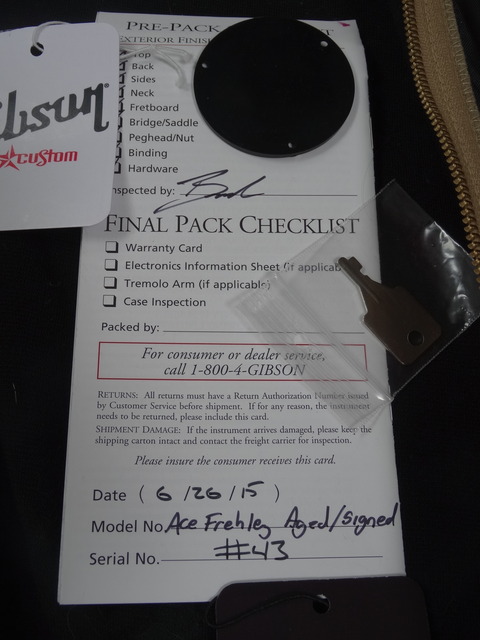 PRE-PACK
EXTERIOR FINISH
Top
Back
Sides
Neck
Fretboard
Bridge/Saddle
Peghead/Nut
Binding
Hardware
Inspected by:
Gibson
custom
FINAL PACK CHECKLIST
Warranty Card
Electronics Information Sheet (if applicab
Tremolo Arm (if applicable)
Case Inspection
Packed by:
For consumer or dealer service,
call 1-800-4-GIBSON
RETURNS: All returns must have a Return Authorization Number issued
by Customer Service before shipment. If for any reason, the instrument
needs to be returned, please include this card.
SHIPMENT DAMAGE: If the instrument arrives damaged, please keep the
shipping carton intact and contact the freight carrier for inspection.
Please insure the consumer receives this card.
Date ( 6 /26 /15 )
Model No. Ace Frehley Aged/Signed
Serial No. #43